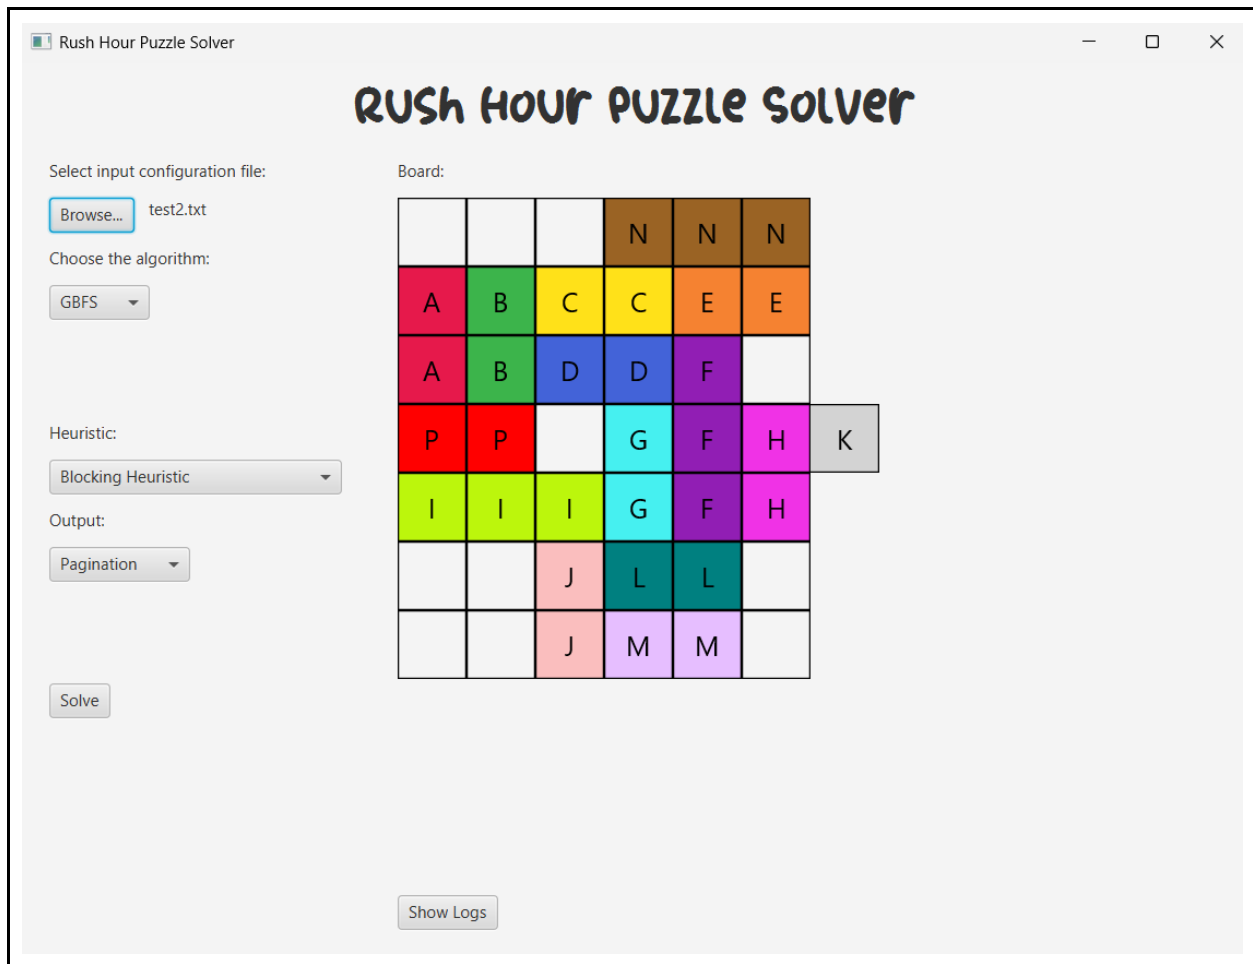 Rush Hour Puzzle Solver
Rush Hour Puzzle Solver
Select input configuration file:
Browse...
test2.txt
Choose the algorithm:
GBFS
Heuristic:
Blocking Heuristic
Output:
Pagination
Solve
Board:
N N N
A B C C E E
A B D D F
P P G F H K
I I I G F H
J L L
J M M
Show Logs